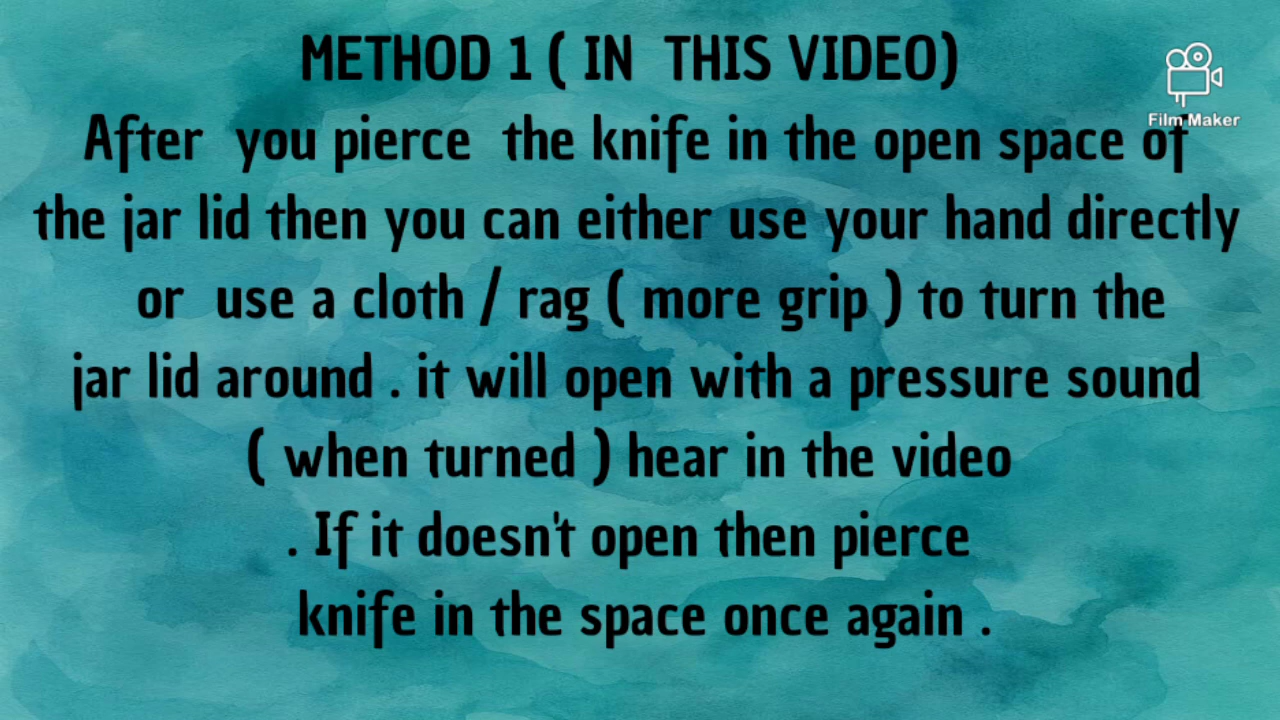 METHOD 1 ( IN THIS VIDEO)
Film Maker
After you pierce the knife in the open space of
the jar lid then you can either use your hand directly
or use a cloth / rag ( more grip ) to turn the
jar lid around . it will open with a pressure sound
( when turned ) hear in the video
. If it doesn't open then pierce
knife in the space once again .